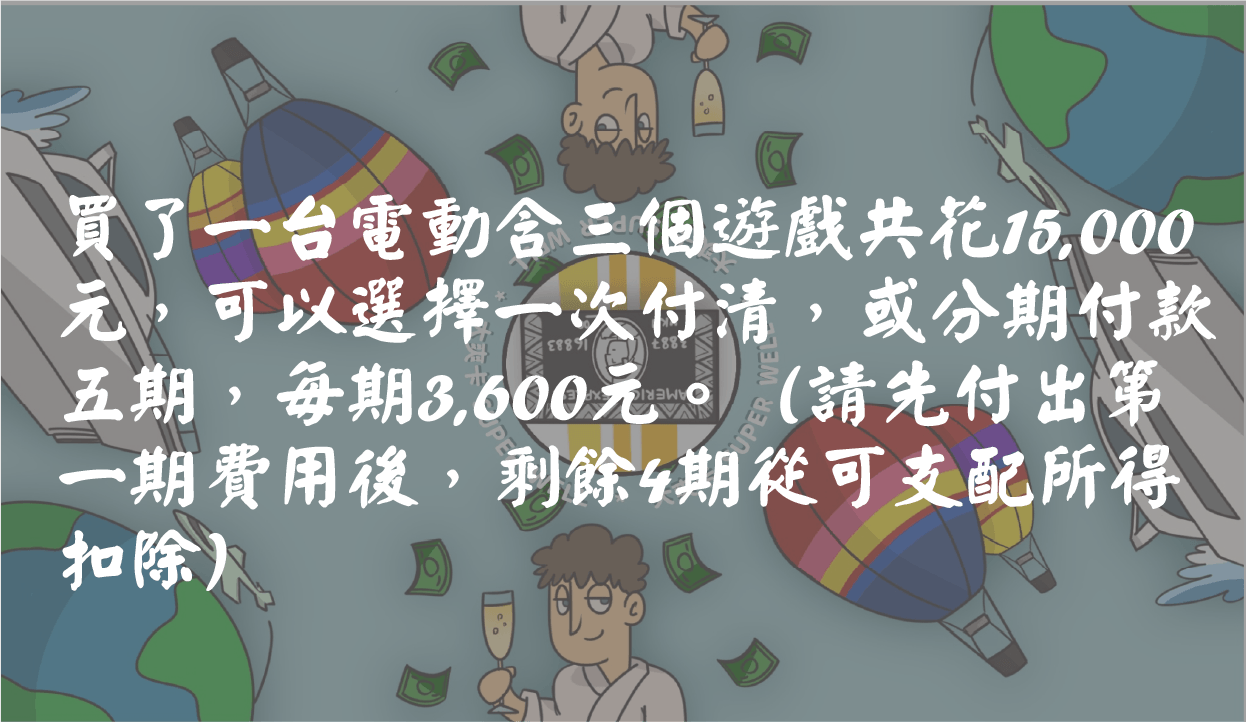 買了一台電動含三個遊戲共花15,000
元，可以選擇一次付清，或分期付款
五期，每期3,600元。（請先付出第
一期費用後，剩餘4期從可支配所得
扣除）